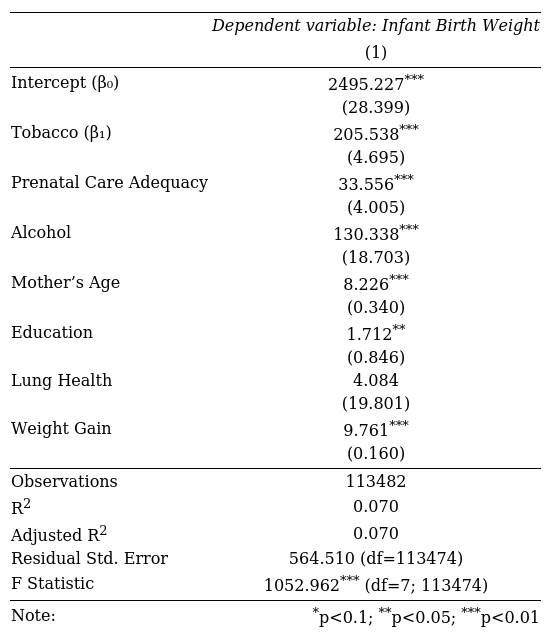 Dependent variable: Infant Birth Weight
(1)
Intercept (β₀) 2495.227***
(28.399)
Tobacco (β₁) 205.538***
(4.695)
Prenatal Care Adequacy 33.556***
(4.005)
Alcohol 130.338***
(18.703)
Mother’s Age 8.226***
(0.340)
Education 1.712**
(0.846)
Lung Health 4.084
(19.801)
Weight Gain 9.761***
(0.160)
Observations 113482
R2 0.070
Adjusted R2 0.070
Residual Std. Error 564.510 (df=113474)
F Statistic 1052.962*** (df=7; 113474)
Note: *p<0.1; **p<0.05; ***p<0.01